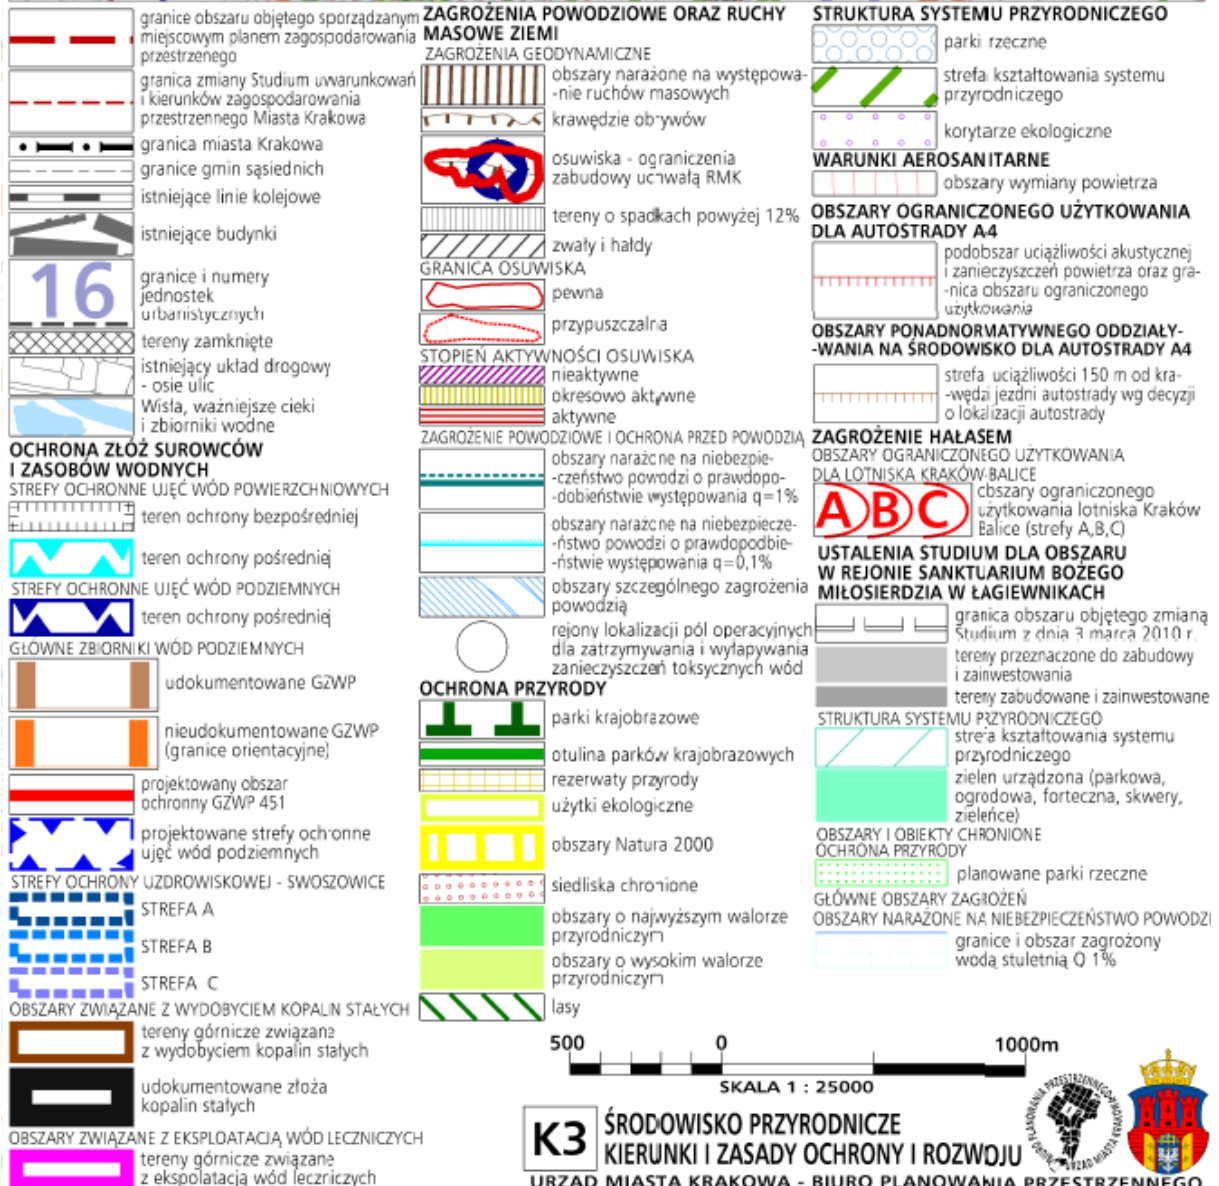 granice obszaru objętego sporządzanym
miejscowym planem zagospodarowania
przestrzenego
granica zmiany Studium uwarunkowań
i kierunków zagospodarowania
przestrzennego Miasta Krakowa
granica miasta Krakowa
granice gmin sąsiednich
istniejące linie kolejowe
istniejące budynki
16
granice i numery
jednostek
urbanistycznych
tereny zamknięte
istniejący układ drogowy
- osie ulic
Wisła, ważniejsze cieki
i zbiorniki wodne
OCHRONA ZŁÓŻ SUROWCÓW
I ZASOBÓW WODNYCH
STREFY OCHRONNE UJĘĆ WÓD POWIERZCHNIOWYCH
teren ochrony bezpośredniej
teren ochrony pośredniej
STREFY OCHRONNE UJĘĆ WÓD PODZIEMNYCH
teren ochrony pośredniej
GŁÓWNE ZBIORNIKI WÓD PODZIEMNYCH
udokumentowane GZWP
nieudokumentowane GZWP
(granice orientacyjne)
projektowany obszar
ochronny GZWP 451
projektowane strefy ochronne
ujęć wód podziemnych
STREFY OCHRONY UZDROWISKOWEJ - SWOSZOWICE
STREFA A
STREFA B
STREFA C
OBSZARY ZWIĄZANE Z WYDOBYCIEM KOPALIN STAŁYCH
tereny górnicze związane
z wydobyciem kopalin stałych
udokumentowane złoża
kopalin stałych
OBSZARY ZWIĄZANE Z EKSPLOATACJĄ WÓD LECZNICZYCH
tereny górnicze związane
z ekspolatacją wód leczniczych
ZAGROŻENIA POWODZIOWE ORAZ RUCHY
MASOWE ZIEMI
ZAGROŻENIA GEODYNAMICZNE
obszary narażone na występowa-
-nie ruchów masowych
krawędzie obrywów
osuwiska - ograniczenia
zabudowy uchwałą RMK
tereny o spadkach powyżej 12%
zwały i hałdy
GRANICA OSUWISKA
pewna
przypuszczalna
STOPIEŃ AKTYWNOŚCI OSUWISKA
nieaktywne
okresowo aktywne
aktywne
ZAGROŻENIE POWODZIOWE I OCHRONA PRZED POWODZIĄ
obszary narażone na niebezpie-
-czeństwo powodzi o prawdopo-
-dobieństwie występowania q=1%
obszary narażone na niebezpiecze-
-ństwo powodzi o prawdopodbie-
-ństwie występowania q=0,1%
obszary szczególnego zagrożenia
powodzią
rejony lokalizacji pól operacyjnych
dla zatrzymywania i wyłapywania
zanieczyszczeń toksycznych wód
OCHRONA PRZYRODY
parki krajobrazowe
otulina parków krajobrazowych
rezerwaty przyrody
użytki ekologiczne
obszary Natura 2000
siedliska chronione
obszary o najwyższym walorze
przyrodniczym
obszary o wysokim walorze
przyrodniczym
lasy
STRUKTURA SYSTEMU PRZYRODNICZEGO
parki rzeczne
strefa kształtowania systemu
przyrodniczego
korytarze ekologiczne
WARUNKI AEROSANITARNE
obszary wymiany powietrza
OBSZARY OGRANICZONEGO UŻYTKOWANIA
DLA AUTOSTRADY A4
podobszar uciążliwości akustycznej
i zanieczyszczeń powietrza oraz gra-
-nica obszaru ograniczonego
użytkowania
OBSZARY PONADNORMATYWNEGO ODDZIAŁY-
-WANIA NA ŚRODOWISKO DLA AUTOSTRADY A4
strefa uciążliwości 150 m od kra-
-wędzi jezdni autostrady wg decyzji
o lokalizacji autostrady
ZAGROŻENIE HAŁASEM
OBSZARY OGRANICZONEGO UŻYTKOWANIA
DLA LOTNISKA KRAKÓW-BALICE
A B C
obszary ograniczonego
użytkowania lotniska Kraków
Balice (strefy A,B,C)
USTALENIA STUDIUM DLA OBSZARU
W REJONIE SANKTUARIUM BOŻEGO
MIŁOSIERDZIA W ŁAGIEWNIKACH
granica obszaru objętego zmianą
Studium z dnia 3 marca 2010 r.
tereny przeznaczone do zabudowy
i zainwestowania
tereny zabudowane i zainwestowane
STRUKTURA SYSTEMU PRZYRODNICZEGO
strefa kształtowania systemu
przyrodniczego
zielen urządzona (parkowa,
ogrodowa, forteczna, skwery,
zieleńce)
OBSZARY I OBIEKTY CHRONIONE
OCHRONA PRZYRODY
planowane parki rzeczne
GŁÓWNE OBSZARY ZAGROŻEŃ
OBSZARY NARAŻONE NA NIEBEZPIECZEŃSTWO POWODZI
granice i obszar zagrożony
wodą stuletnią Q 1%
500 0 1000m
SKALA 1 : 25000
K3
ŚRODOWISKO PRZYRODNICZE
KIERUNKI I ZASADY OCHRONY I ROZWOJU
URZĄD MIASTA KRAKOWA - BIURO PLANOWANIA PRZESTRZENNEGO